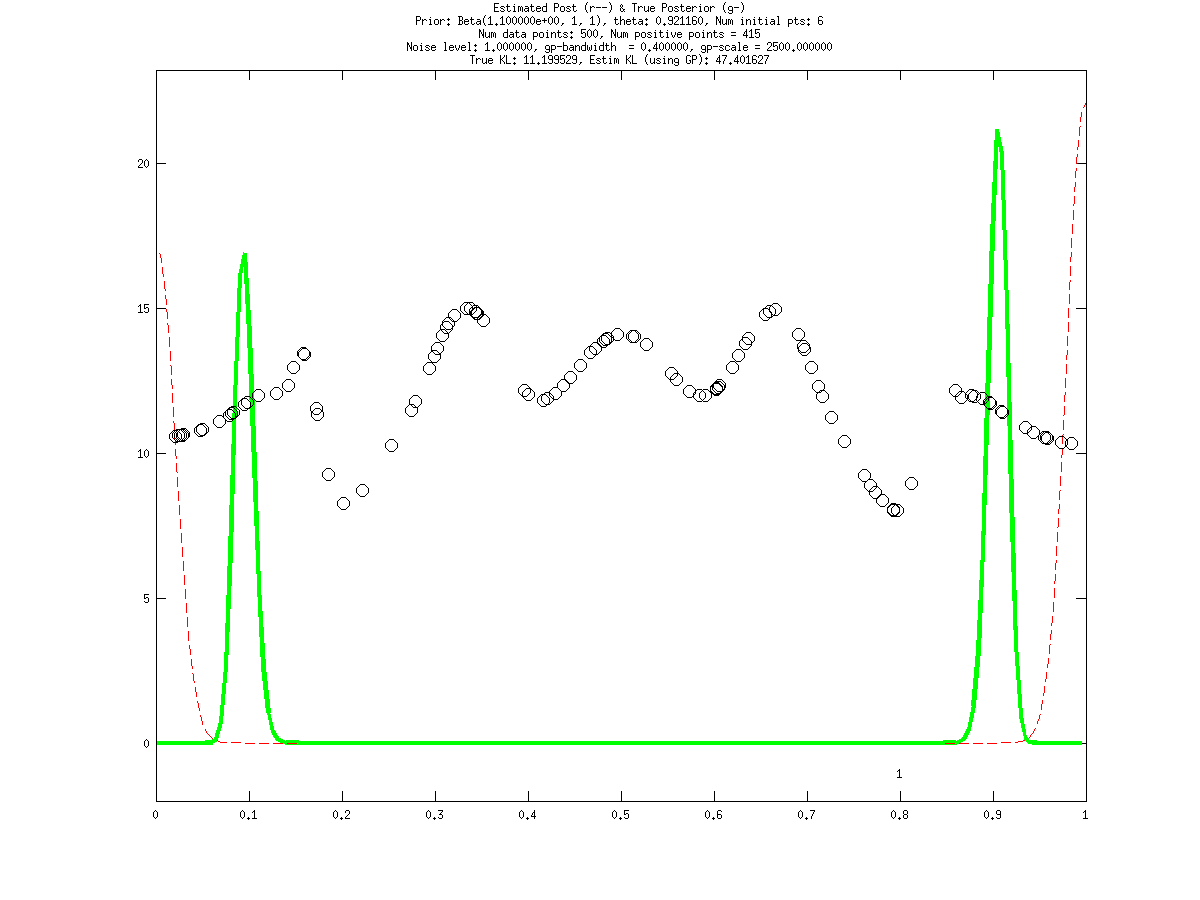 Estimated Post (r--) & True Posterior (g-)
Prior: Beta(1.100000e+00, 1, 1), theta: 0.921160, Num initial pts: 6
Num data points: 500, Num positive points = 415
Noise level: 1.000000, gp-bandwidth  = 0.400000, gp-scale = 2500.000000
True KL: 11.199529, Estim KL (using GP): 47.401627
20
15
10
5
0
1
0 0.1 0.2 0.3 0.4 0.5 0.6 0.7 0.8 0.9 1